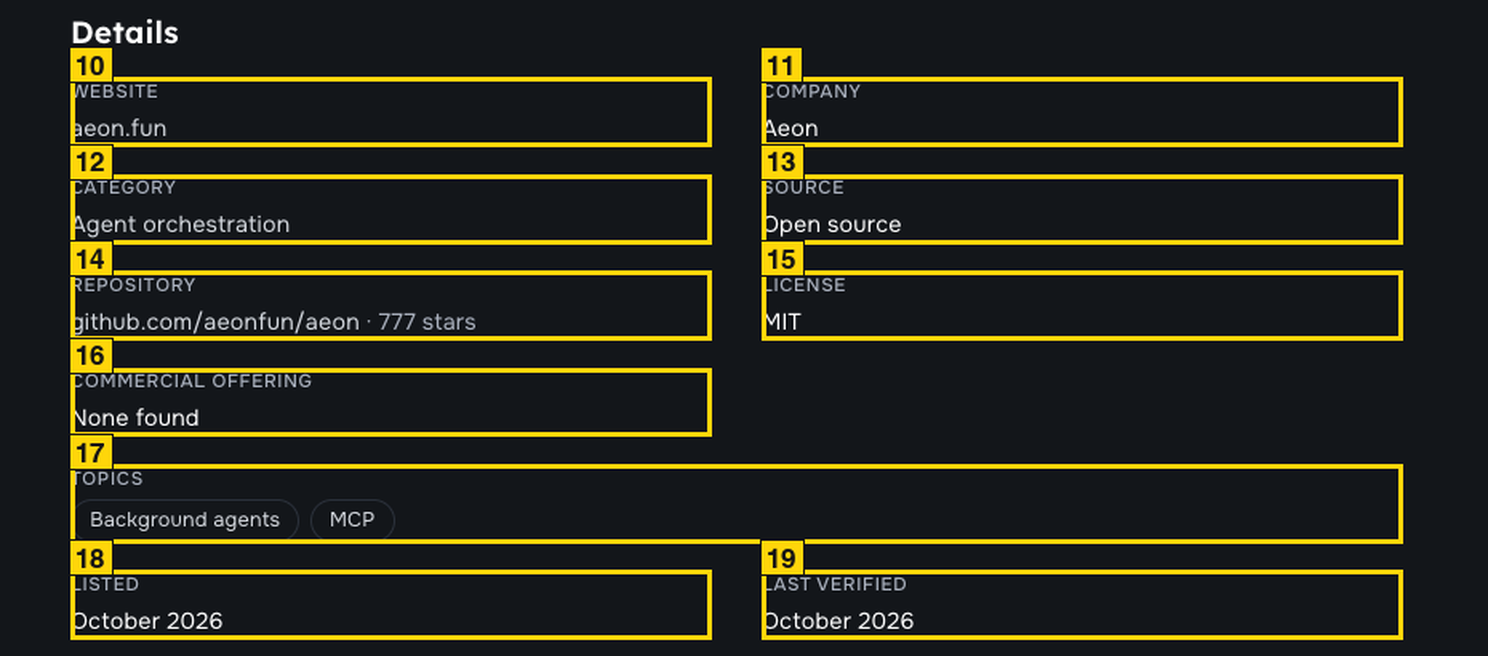 Details
10
11
WEBSITE
COMPANY
aeon.fun
Aeon
12
13
CATEGORY
SOURCE
Agent orchestration
Open source
14
15
REPOSITORY
LICENSE
github.com/aeonfun/aeon · 777 stars
MIT
16
COMMERCIAL OFFERING
None found
17
TOPICS
Background agents
MCP
18
19
LISTED
LAST VERIFIED
October 2026
October 2026